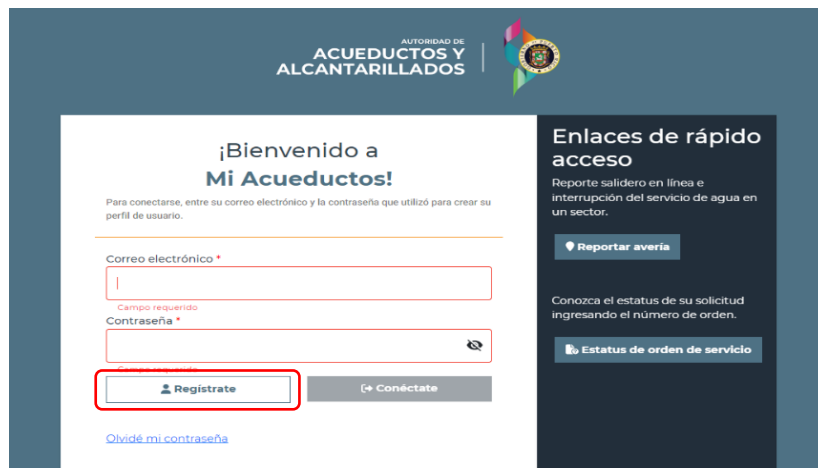 AUTORIDAD DE
ACUEDUCTOS Y
ALCANTARILLADOS
¡Bienvenido a
Mi Acueductos!
Para conectarse, entre su correo electrónico y la contraseña que utilizó para crear su
perfil de usuario.
Correo electrónico *
Campo requerido
Contraseña *
Campo requerido
Regístrate
Conéctate
Olvidé mi contraseña
Enlaces de rápido
acceso
Reporte salidero en línea e
interrupción del servicio de agua en
un sector.
Reportar avería
Conozca el estatus de su solicitud
ingresando el número de orden.
Estatus de orden de servicio